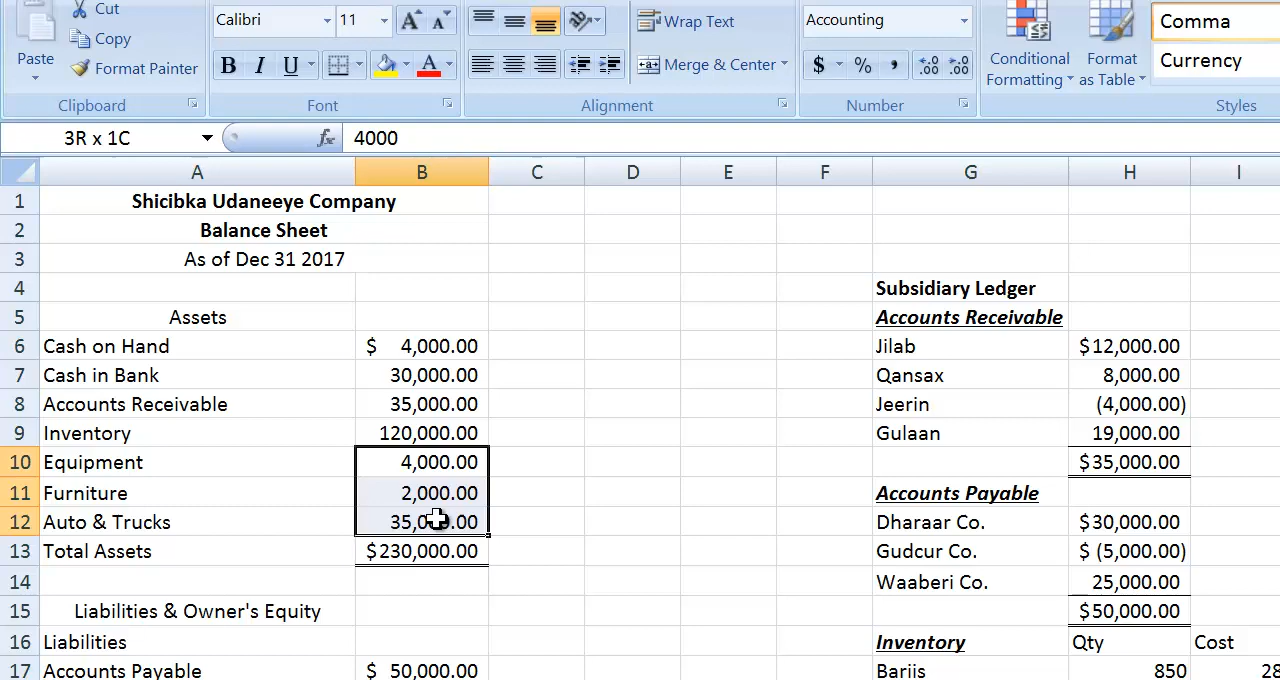 Cut
Copy
Format Painter
Paste
Clipboard
Calibri 11 A A
B I U A
Font
Wrap Text
Merge & Center
Alignment
Accounting
$ % , .00 .00
Number
Conditional Formatting
Format as Table
Comma
Currency
Styles
3R x 1C fx 4000
A B C D E F G H I
1 Shicibka Udaneeye Company
2 Balance Sheet
3 As of Dec 31 2017
4 Subsidiary Ledger
5 Assets Accounts Receivable
6 Cash on Hand $ 4,000.00 Jilab $12,000.00
7 Cash in Bank 30,000.00 Qansax 8,000.00
8 Accounts Receivable 35,000.00 Jeerin (4,000.00)
9 Inventory 120,000.00 Gulaan 19,000.00
10 Equipment 4,000.00 $35,000.00
11 Furniture 2,000.00 Accounts Payable
12 Auto & Trucks Dharaar Co. $30,000.00
13 Total Assets $230,000.00 Gudcur Co. $ (5,000.00)
14 Waaberi Co. 25,000.00
15 Liabilities & Owner's Equity $50,000.00
16 Liabilities Inventory Qty Cost
17 Accounts Payable $ 50,000.00 Bariis 850